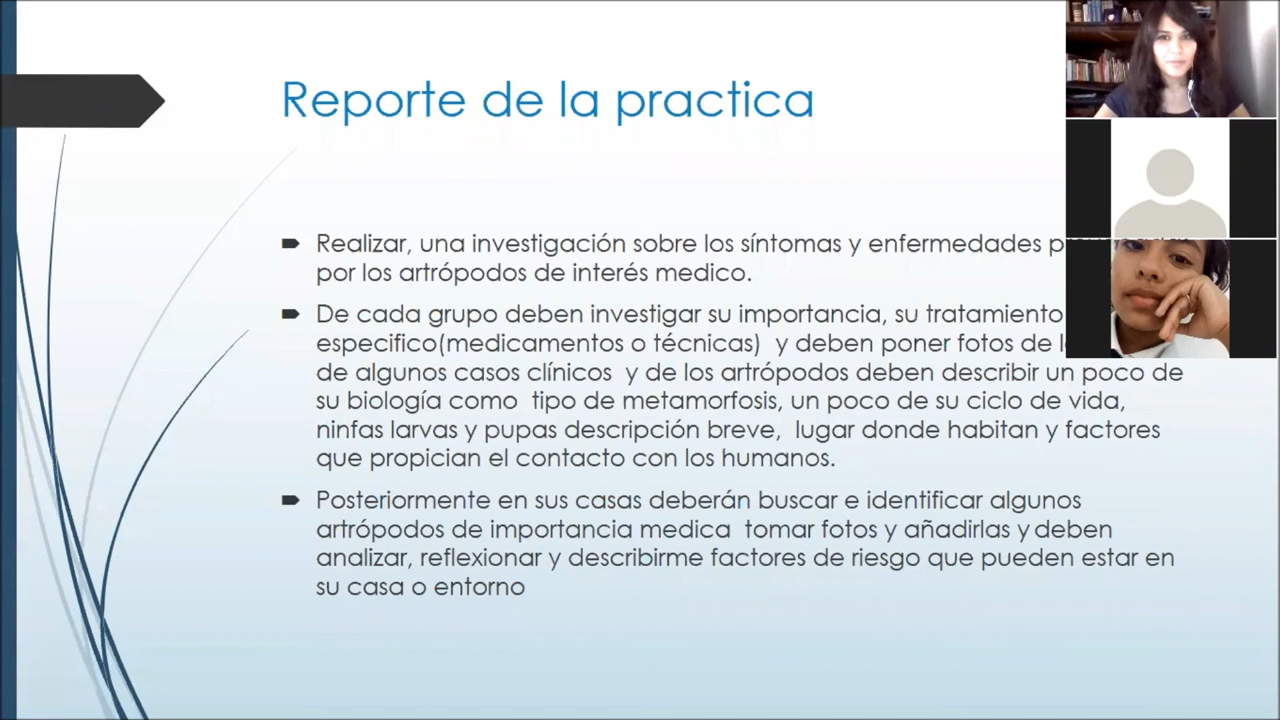 Reporte de la practica
Realizar, una investigación sobre los síntomas y enfermedades
por los artrópodos de interés medico.
De cada grupo deben investigar su importancia, su tratamiento
especifico(medicamentos o técnicas) y deben poner fotos de
de algunos casos clínicos y de los artrópodos deben describir un poco de
su biología como tipo de metamorfosis, un poco de su ciclo de vida,
ninfas larvas y pupas descripción breve, lugar donde habitan y factores
que propician el contacto con los humanos.
Posteriormente en sus casas deberán buscar e identificar algunos
artrópodos de importancia medica tomar fotos y añadirlas y deben
analizar, reflexionar y describirme factores de riesgo que pueden estar en
su casa o entorno